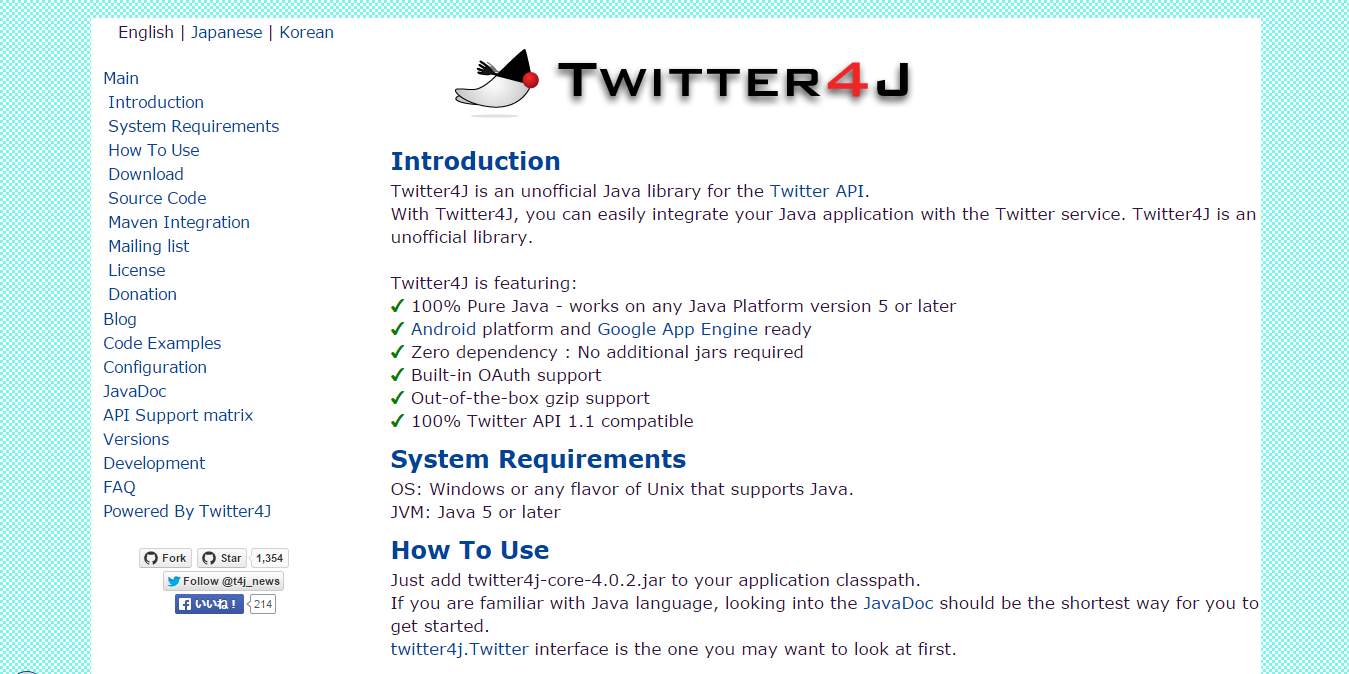 English | Japanese | Korean
Main
Introduction
System Requirements
How To Use
Download
Source Code
Maven Integration
Mailing list
License
Donation
Blog
Code Examples
Configuration
JavaDoc
API Support matrix
Versions
Development
FAQ
Powered By Twitter4J
Fork Star 1,354
Follow @t4j_news
いいね! 214
Twitter4J
Introduction
Twitter4J is an unofficial Java library for the Twitter API.
With Twitter4J, you can easily integrate your Java application with the Twitter service. Twitter4J is an
unofficial library.
Twitter4J is featuring:
✔ 100% Pure Java - works on any Java Platform version 5 or later
✔ Android platform and Google App Engine ready
✔ Zero dependency : No additional jars required
✔ Built-in OAuth support
✔ Out-of-the-box gzip support
✔ 100% Twitter API 1.1 compatible
System Requirements
OS: Windows or any flavor of Unix that supports Java.
JVM: Java 5 or later
How To Use
Just add twitter4j-core-4.0.2.jar to your application classpath.
If you are familiar with Java language, looking into the JavaDoc should be the shortest way for you to
get started.
twitter4j.Twitter interface is the one you may want to look at first.